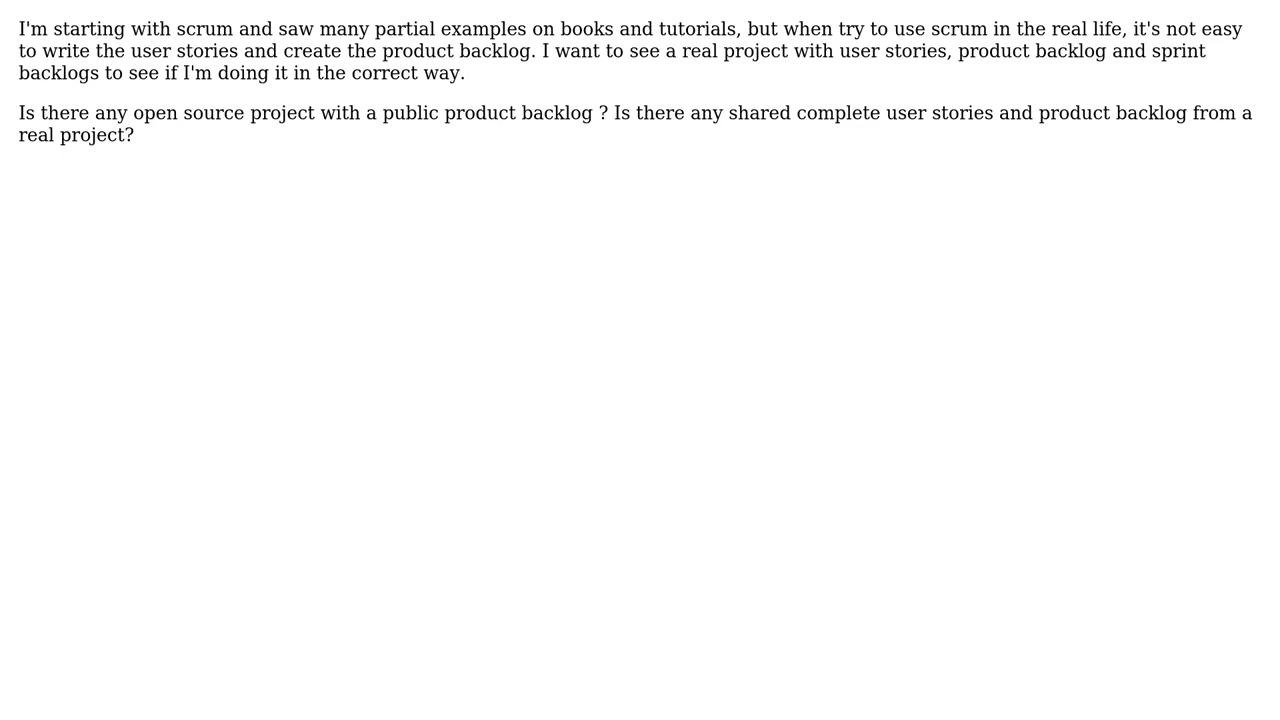 I'm starting with scrum and saw many partial examples on books and tutorials, but when try to use scrum in the real life, it's not easy
to write the user stories and create the product backlog. I want to see a real project with user stories, product backlog and sprint
backlogs to see if I'm doing it in the correct way.
Is there any open source project with a public product backlog ? Is there any shared complete user stories and product backlog from a
real project?